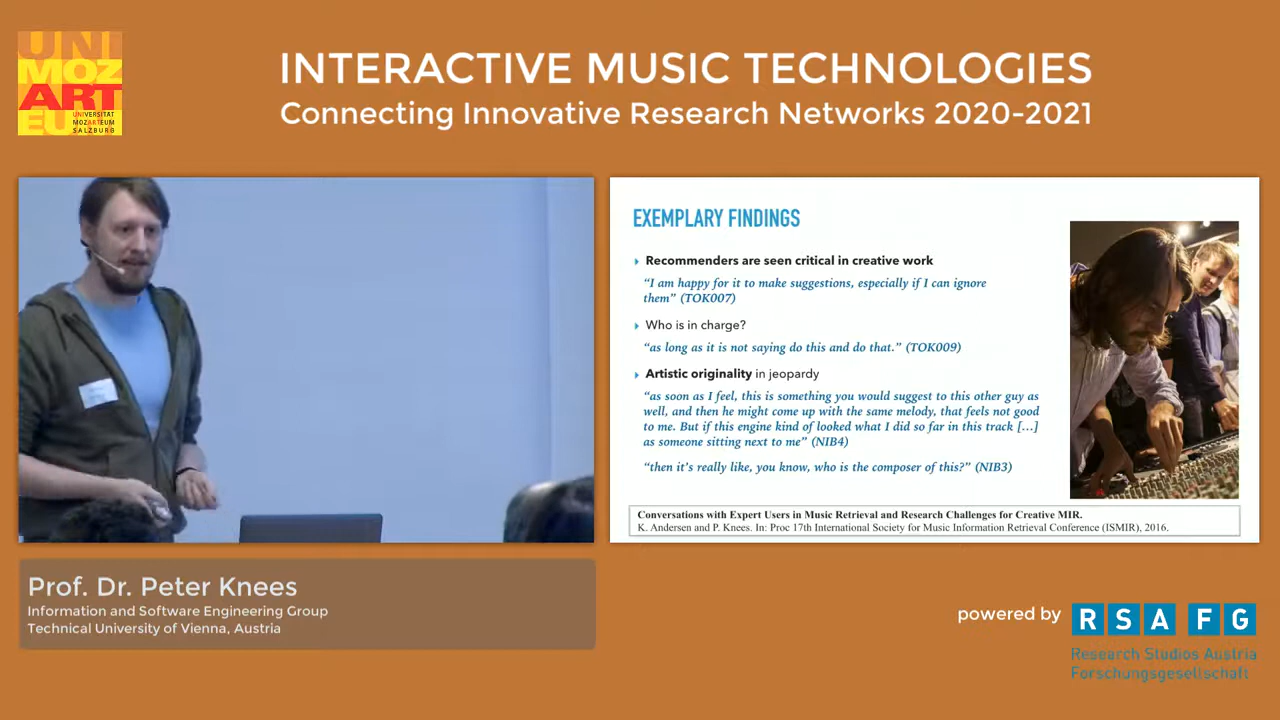 UNI
MOZ
ART
EU
UNIVERSITÄT
MOZARTEUM
SALZBURG
INTERACTIVE MUSIC TECHNOLOGIES
Connecting Innovative Research Networks 2020-2021
EXEMPLARY FINDINGS
Recommenders are seen critical in creative work
“I am happy for it to make suggestions, especially if I can ignore
them” (TOK007)
Who is in charge?
“as long as it is not saying do this and do that.” (TOK009)
Artistic originality in jeopardy
“as soon as I feel, this is something you would suggest to this other guy as
well, and then he might come up with the same melody, that feels not good
to me. But if this engine kind of looked what I did so far in this track […]
as someone sitting next to me” (NIB4)
“then it’s really like, you know, who is the composer of this?” (NIB3)
Conversations with Expert Users in Music Retrieval and Research Challenges for Creative MIR.
K. Andersen and P. Knees. In: Proc 17th International Society for Music Information Retrieval Conference (ISMIR), 2016.
Prof. Dr. Peter Knees
Information and Software Engineering Group
Technical University of Vienna, Austria
powered by
RSA FG
Research Studios Austria
Forschungsgesellschaft